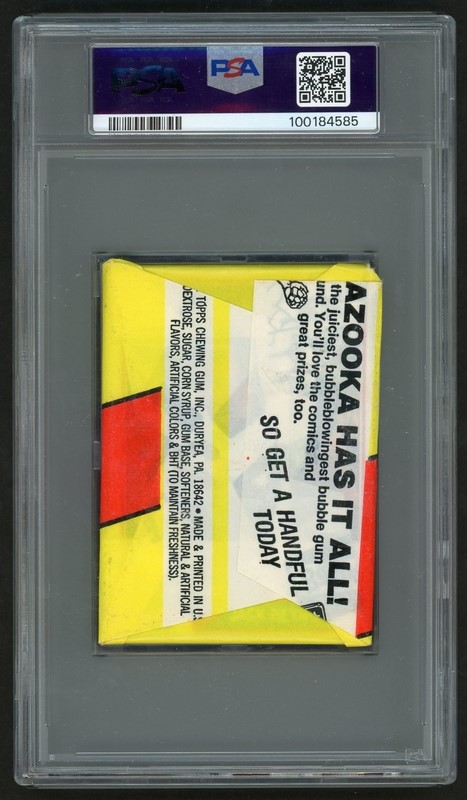 PSA
PSA
100184585
AZOOKA HAS IT ALL!
the juiciest, bubbleblowingest bubble gum
und. You'll love the comics and
great prizes, too.
SO GET A HANDFUL
TODAY
TOPPS CHEWING GUM, INC., DURYEA, PA. 18642 • MADE & PRINTED IN U.S
DEXTROSE, SUGAR, CORN SYRUP, GUM BASE, SOFTENERS, NATURAL & ARTIFICIAL
FLAVORS, ARTIFICIAL COLORS & BHT (TO MAINTAIN FRESHNESS).